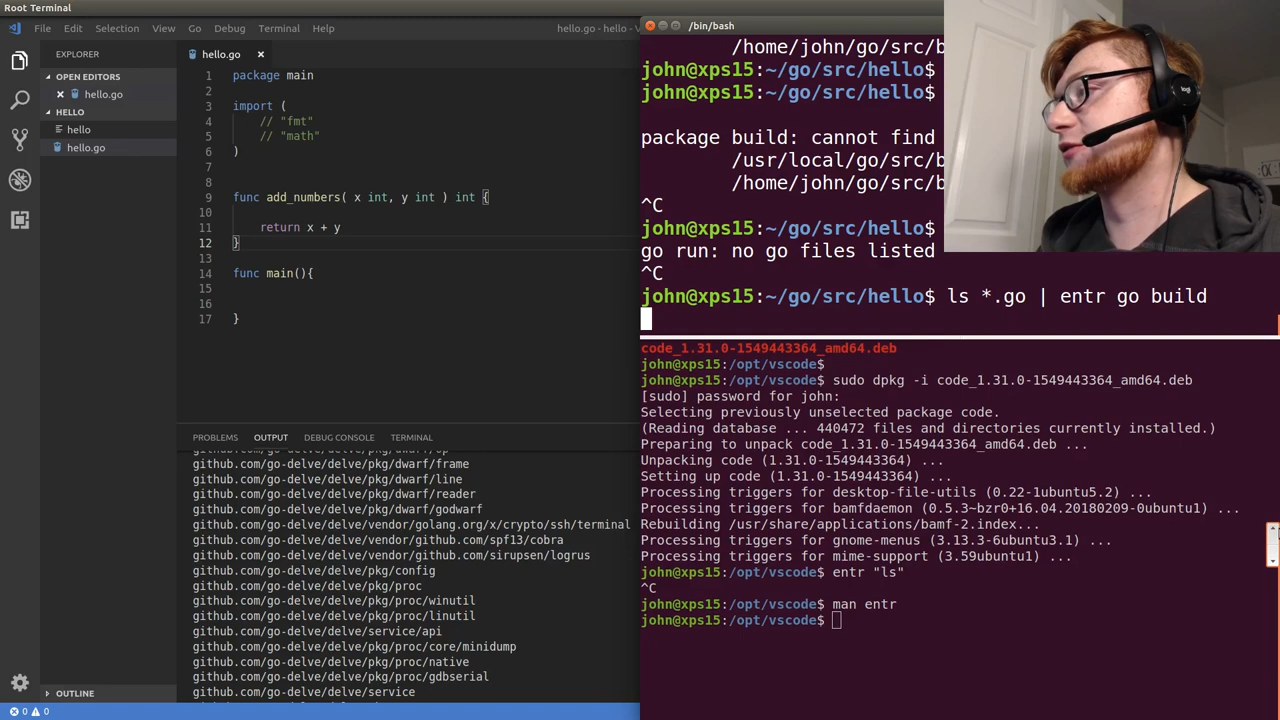 Root Terminal
File Edit Selection View Go Debug Terminal Help hello.go - hello -
EXPLORER
OPEN EDITORS
hello.go
HELLO
hello
hello.go
hello.go
1 package main
2
3 import (
4 // "fmt"
5 // "math"
6 )
7
8
9 func add_numbers( x int, y int ) int {
10
11 return x + y
12 }
13
14 func main(){
15
16
17 }
PROBLEMS OUTPUT DEBUG CONSOLE TERMINAL
github.com/go-delve/delve/pkg/dwarf/op
github.com/go-delve/delve/pkg/dwarf/frame
github.com/go-delve/delve/pkg/dwarf/line
github.com/go-delve/delve/pkg/dwarf/reader
github.com/go-delve/delve/pkg/dwarf/godwarf
github.com/go-delve/delve/vendor/golang.org/x/crypto/ssh/terminal
github.com/go-delve/delve/vendor/github.com/spf13/cobra
github.com/go-delve/delve/vendor/github.com/sirupsen/logrus
github.com/go-delve/delve/pkg/config
github.com/go-delve/delve/pkg/proc
github.com/go-delve/delve/pkg/proc/winutil
github.com/go-delve/delve/pkg/proc/linutil
github.com/go-delve/delve/service/api
github.com/go-delve/delve/pkg/proc/core/minidump
github.com/go-delve/delve/pkg/proc/native
github.com/go-delve/delve/pkg/proc/gdbserial
github.com/go-delve/delve/service
OUTLINE
0 0
/bin/bash
/home/john/go/src/b
john@xps15:~/go/src/hello$
john@xps15:~/go/src/hello$
package build: cannot find
/usr/local/go/src/b
/home/john/go/src/b
^C
john@xps15:~/go/src/hello$
go run: no go files listed
^C
john@xps15:~/go/src/hello$ ls *.go | entr go build
code_1.31.0-1549443364_amd64.deb
john@xps15:/opt/vscode$
john@xps15:/opt/vscode$ sudo dpkg -i code_1.31.0-1549443364_amd64.deb
[sudo] password for john:
Selecting previously unselected package code.
(Reading database ... 440472 files and directories currently installed.)
Preparing to unpack code_1.31.0-1549443364_amd64.deb ...
Unpacking code (1.31.0-1549443364) ...
Setting up code (1.31.0-1549443364) ...
Processing triggers for desktop-file-utils (0.22-1ubuntu5.2) ...
Processing triggers for bamfdaemon (0.5.3~bzr0+16.04.20180209-0ubuntu1) ...
Rebuilding /usr/share/applications/bamf-2.index...
Processing triggers for gnome-menus (3.13.3-6ubuntu3.1) ...
Processing triggers for mime-support (3.59ubuntu1) ...
john@xps15:/opt/vscode$ entr "ls"
^C
john@xps15:/opt/vscode$ man entr
john@xps15:/opt/vscode$
logi